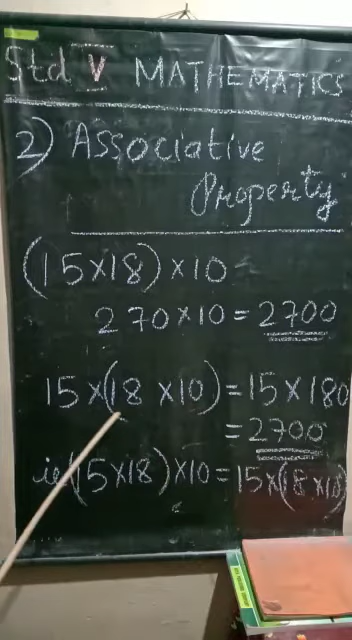 Std V MATHEMATICS
2) Associative
Property
(15×18)×10
270×10=2700
15×(18×10)=15×180
=2700
ie (15×18)×10=15×(18×10)